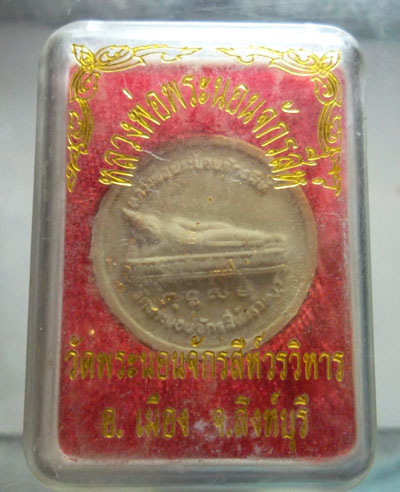 หลวงพ่อพระนอนจักรสีห์
วัดพระนอนจักรสีห์วรวิหาร
อ. เมือง จ.สิงห์บุรี